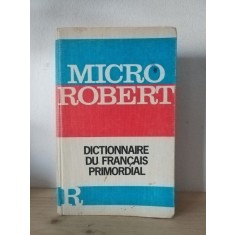 MICRO
ROBERT
DICTIONNAIRE
DU FRANÇAIS
PRIMORDIAL
R